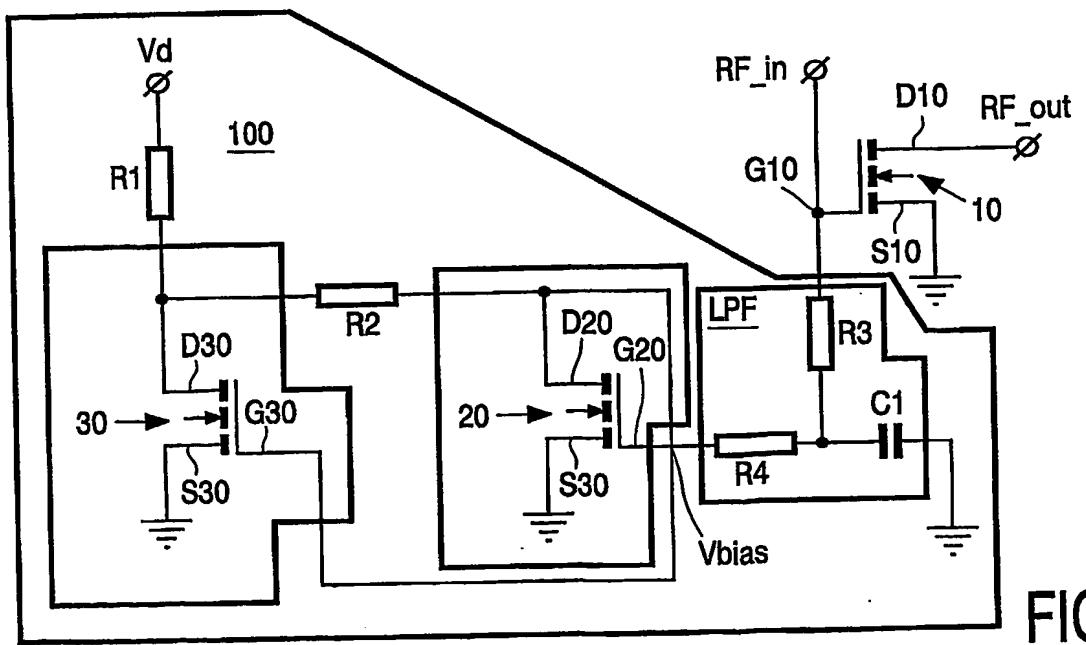 Vd
RF_in
D10
RF_out
100
R1
G10
10
S10
R2
LPF
R3
D30
D20
G20
30
G30
20
C1
S30
S30
R4
Vbias
FIG